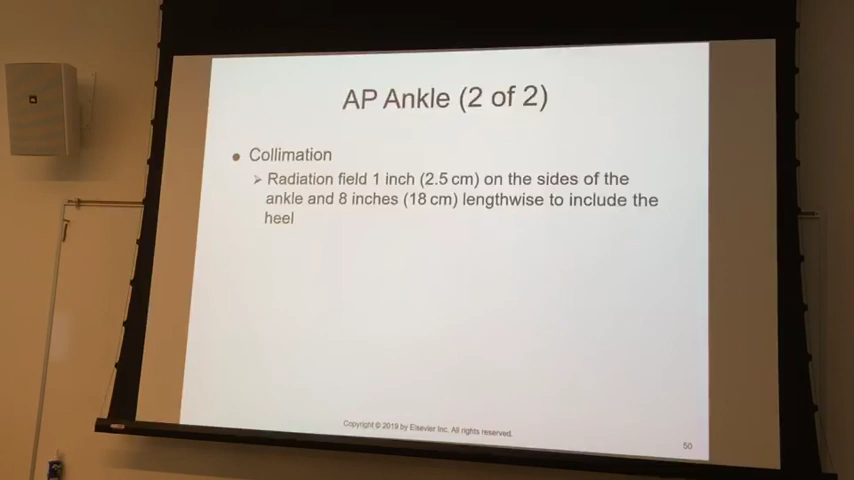 AP Ankle (2 of 2)
● Collimation
➢ Radiation field 1 inch (2.5 cm) on the sides of the
ankle and 8 inches (18 cm) lengthwise to include the
heel
Copyright © 2019 by Elsevier Inc. All rights reserved.
50